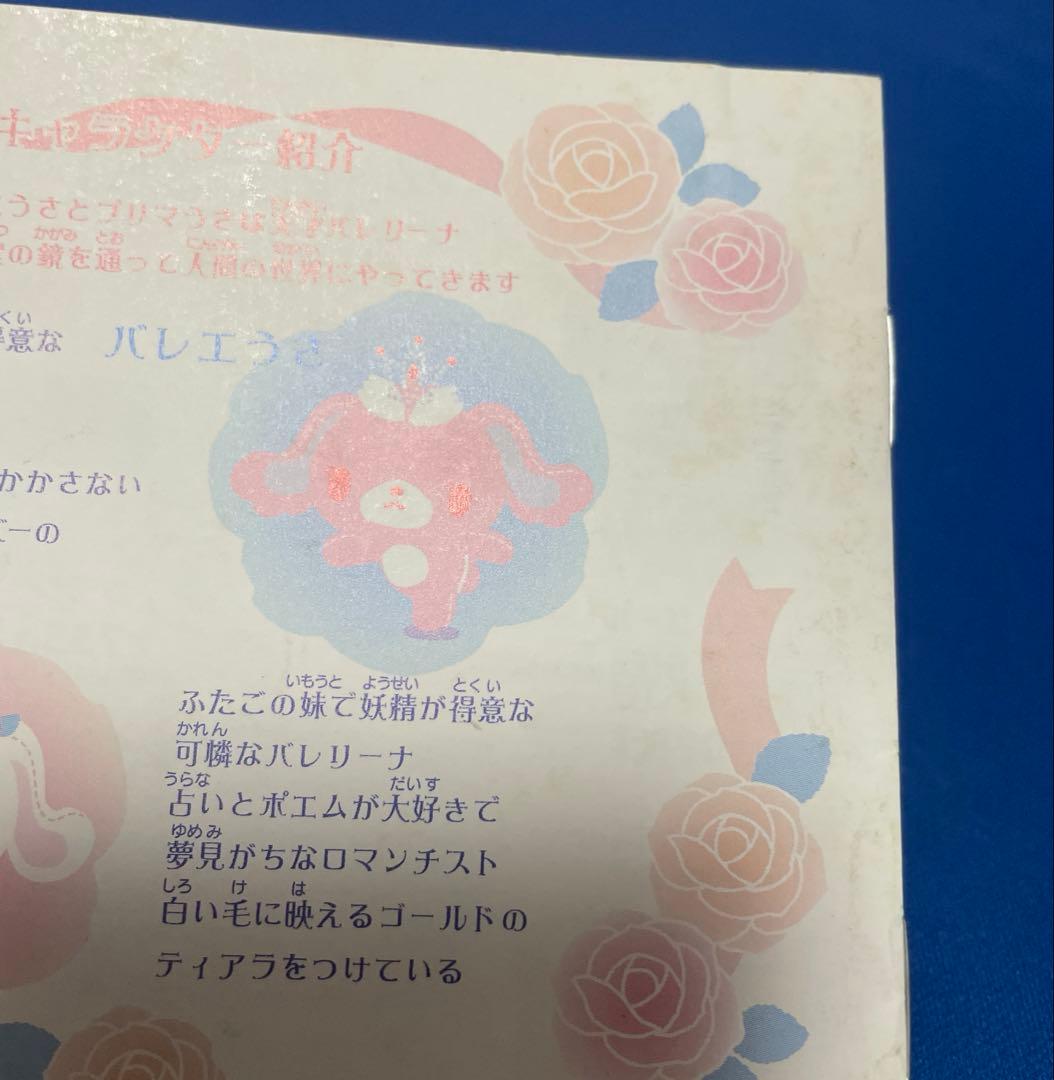 キャラクター紹介
うさとプリマうさは天才バレリーナ
の鏡を通って人間の世界にやってきます
意な
バレエうさ
かかさない
ーの
ふたごの妹で妖精が得意な
可憐なバレリーナ
占いとポエムが大好きで
夢見がちなロマンチスト
白い毛に映えるゴールドの
ティアラをつけている